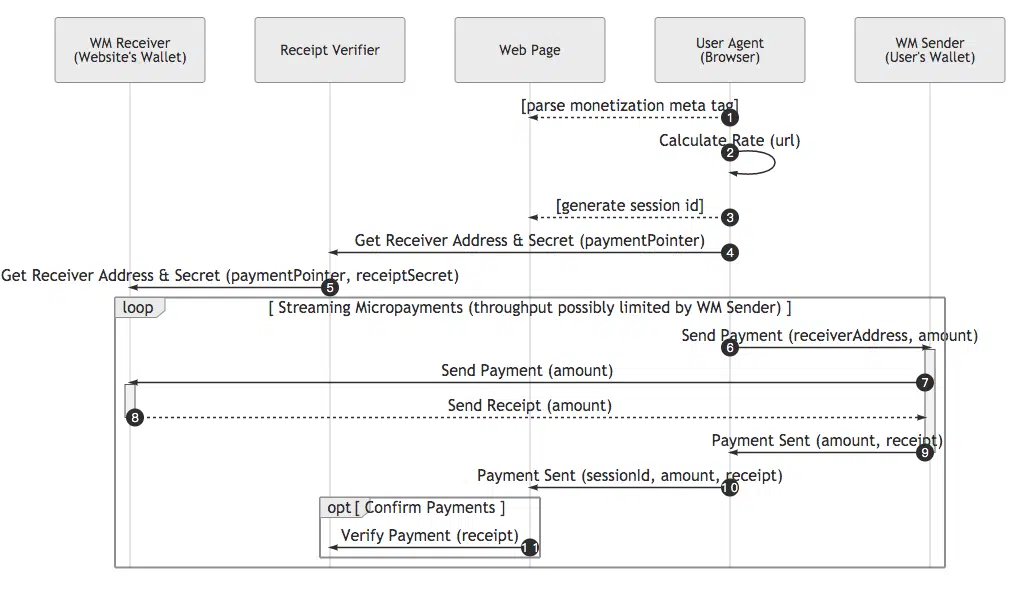 WM Receiver
(Website's Wallet)
Receipt Verifier
Web Page
User Agent
(Browser)
WM Sender
(User's Wallet)
[parse monetization meta tag]
1
Calculate Rate (url)
2
[generate session id]
3
Get Receiver Address & Secret (paymentPointer)
4
Get Receiver Address & Secret (paymentPointer, receiptSecret)
5
loop
[ Streaming Micropayments (throughput possibly limited by WM Sender) ]
Send Payment (receiverAddress, amount)
6
Send Payment (amount)
7
Send Receipt (amount)
8
Payment Sent (amount, receipt)
9
Payment Sent (sessionId, amount, receipt)
10
opt [ Confirm Payments ]
Verify Payment (receipt)
11